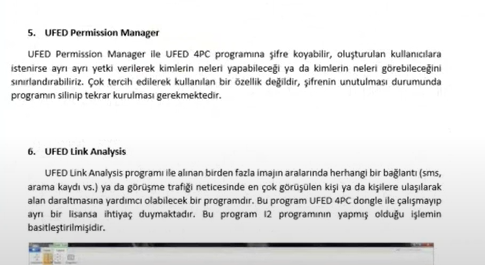 5. UFED Permission Manager
UFED Permission Manager ile UFED 4PC programına şifre koyabilir, oluşturulan kullanıcılara
istenirse ayrı ayrı yetki verilerek kimlerin neleri yapabileceği ya da kimlerin neleri görebileceğini
sınırlandırabiliriz. Çok tercih edilerek kullanılan bir özellik değildir, şifrenin unutulması durumunda
programın silinip tekrar kurulması gerekmektedir.
6. UFED Link Analysis
UFED Link Analysis programı ile alınan birden fazla imajın aralarında herhangi bir bağlantı (sms,
arama kaydı vs.) ya da görüşme trafiği neticesinde en çok görüşülen kişi ya da kişilere ulaşılarak
alan daraltmasına yardımcı olabilecek bir programdır. Bu program UFED 4PC dongle ile çalışmayıp
ayrı bir lisansa ihtiyaç duymaktadır. Bu program I2 programının yapmış olduğu işlemin
basitleştirilmişidir.